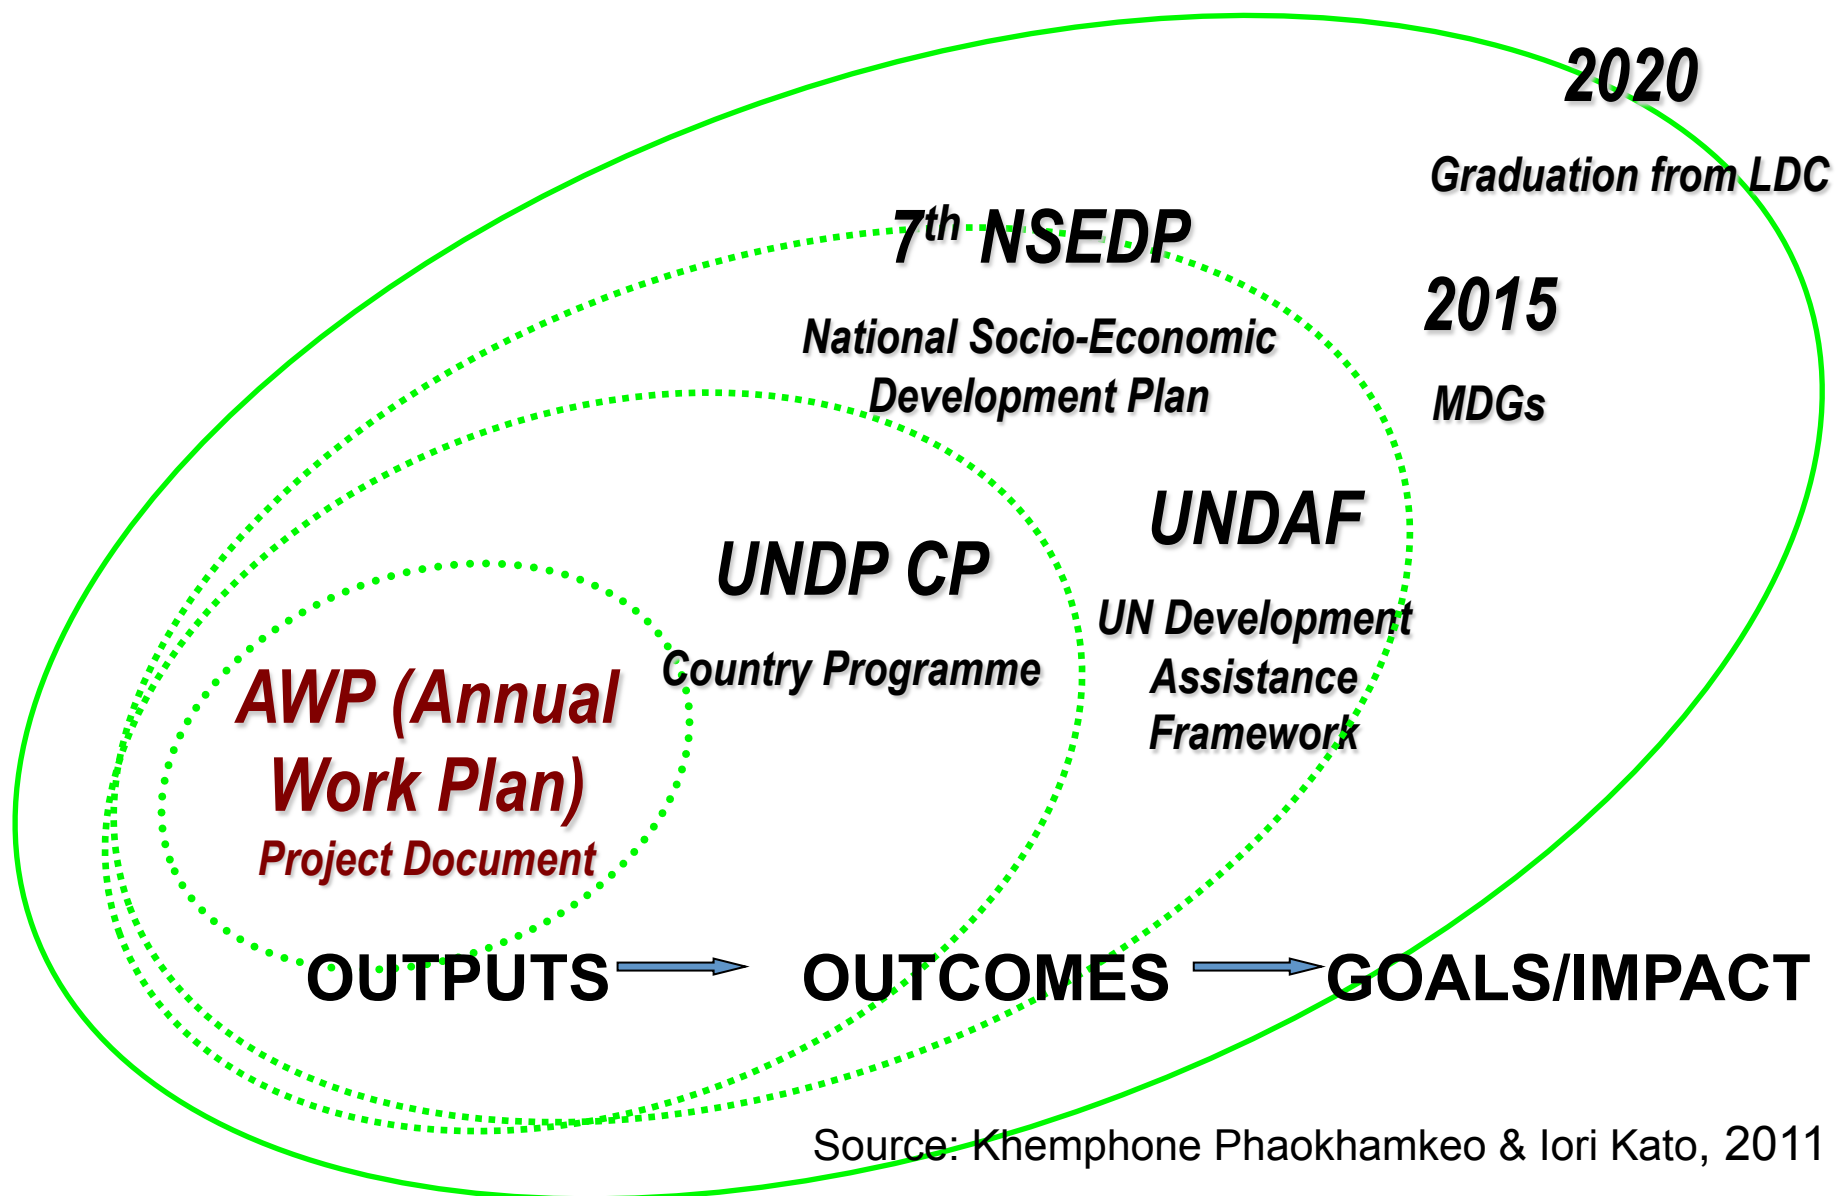 2020
Graduation from LDC
7th NSEDP
National Socio-Economic
Development Plan
2015
MDGs
UNDAF
UN Development
Assistance
Framework
UNDP CP
Country Programme
AWP (Annual
Work Plan)
Project Document
OUTPUTS OUTCOMES GOALS/IMPACT
Source: Khemphone Phaokhamkeo & Iori Kato, 2011